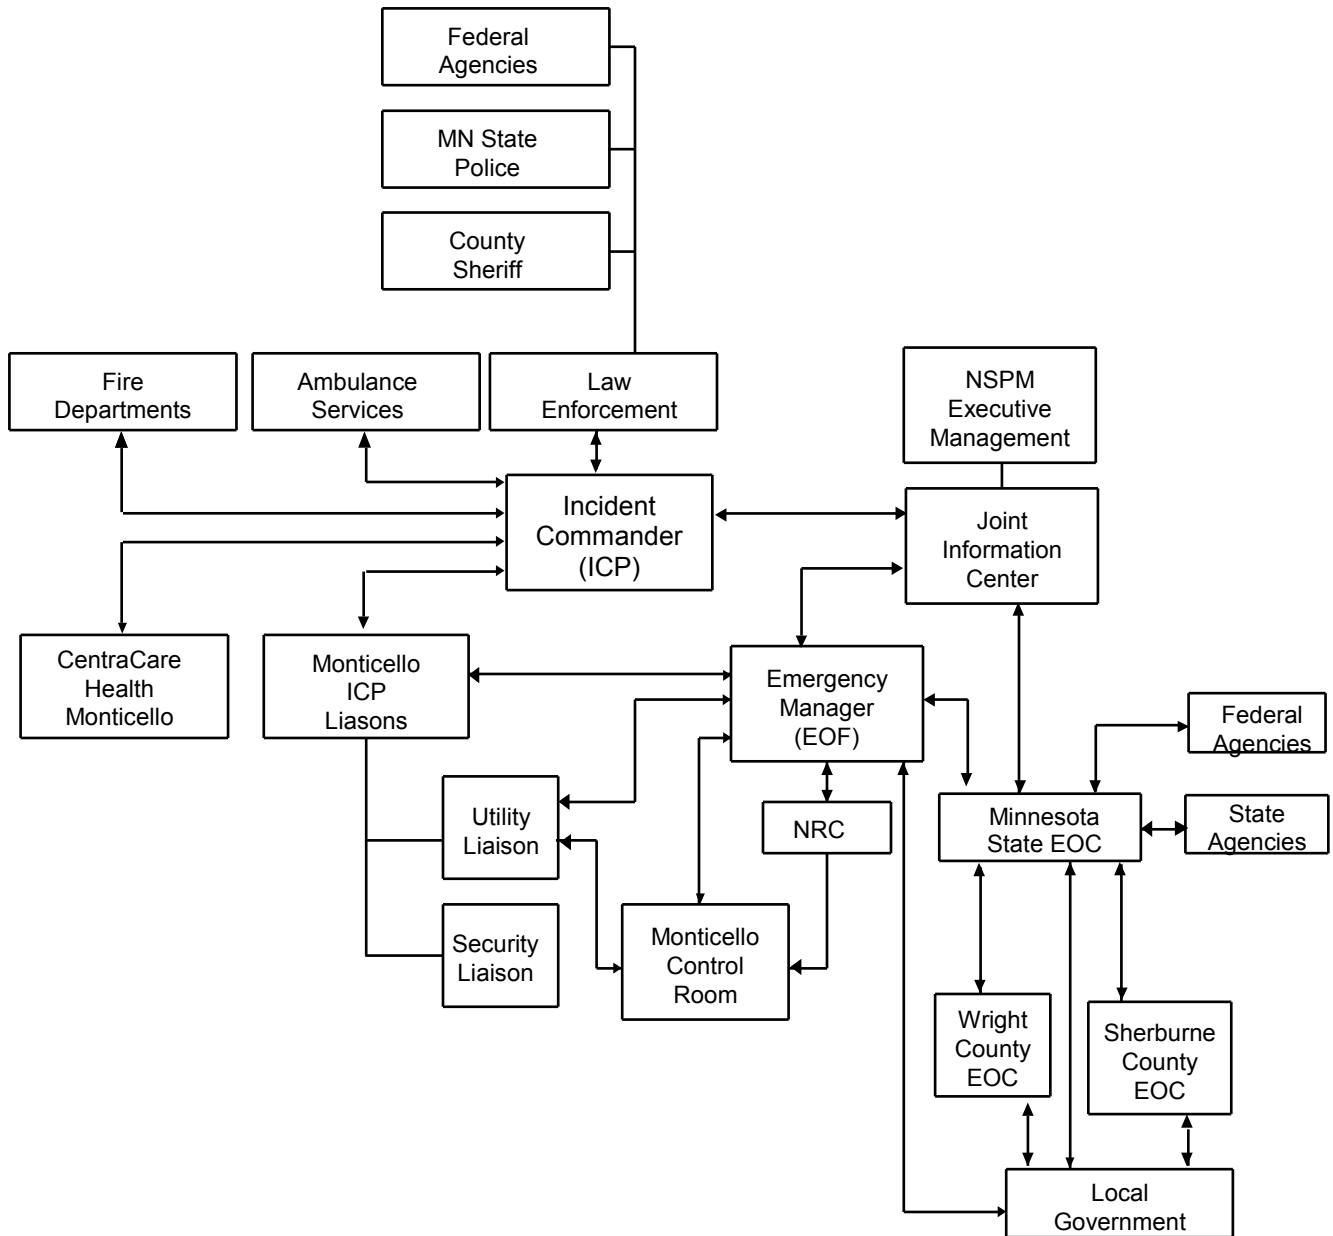 Federal
Agencies
MN State
Police
County
Sheriff
Fire
Departments
Ambulance
Services
Law
Enforcement
NSPM
Executive
Management
Incident
Commander
(ICP)
Joint
Information
Center
CentraCare
Health
Monticello
Monticello
ICP
Liasons
Emergency
Manager
(EOF)
Federal
Agencies
Utility
Liaison
NRC
Minnesota
State EOC
State
Agencies
Security
Liaison
Monticello
Control
Room
Wright
County
EOC
Sherburne
County
EOC
Local
Government